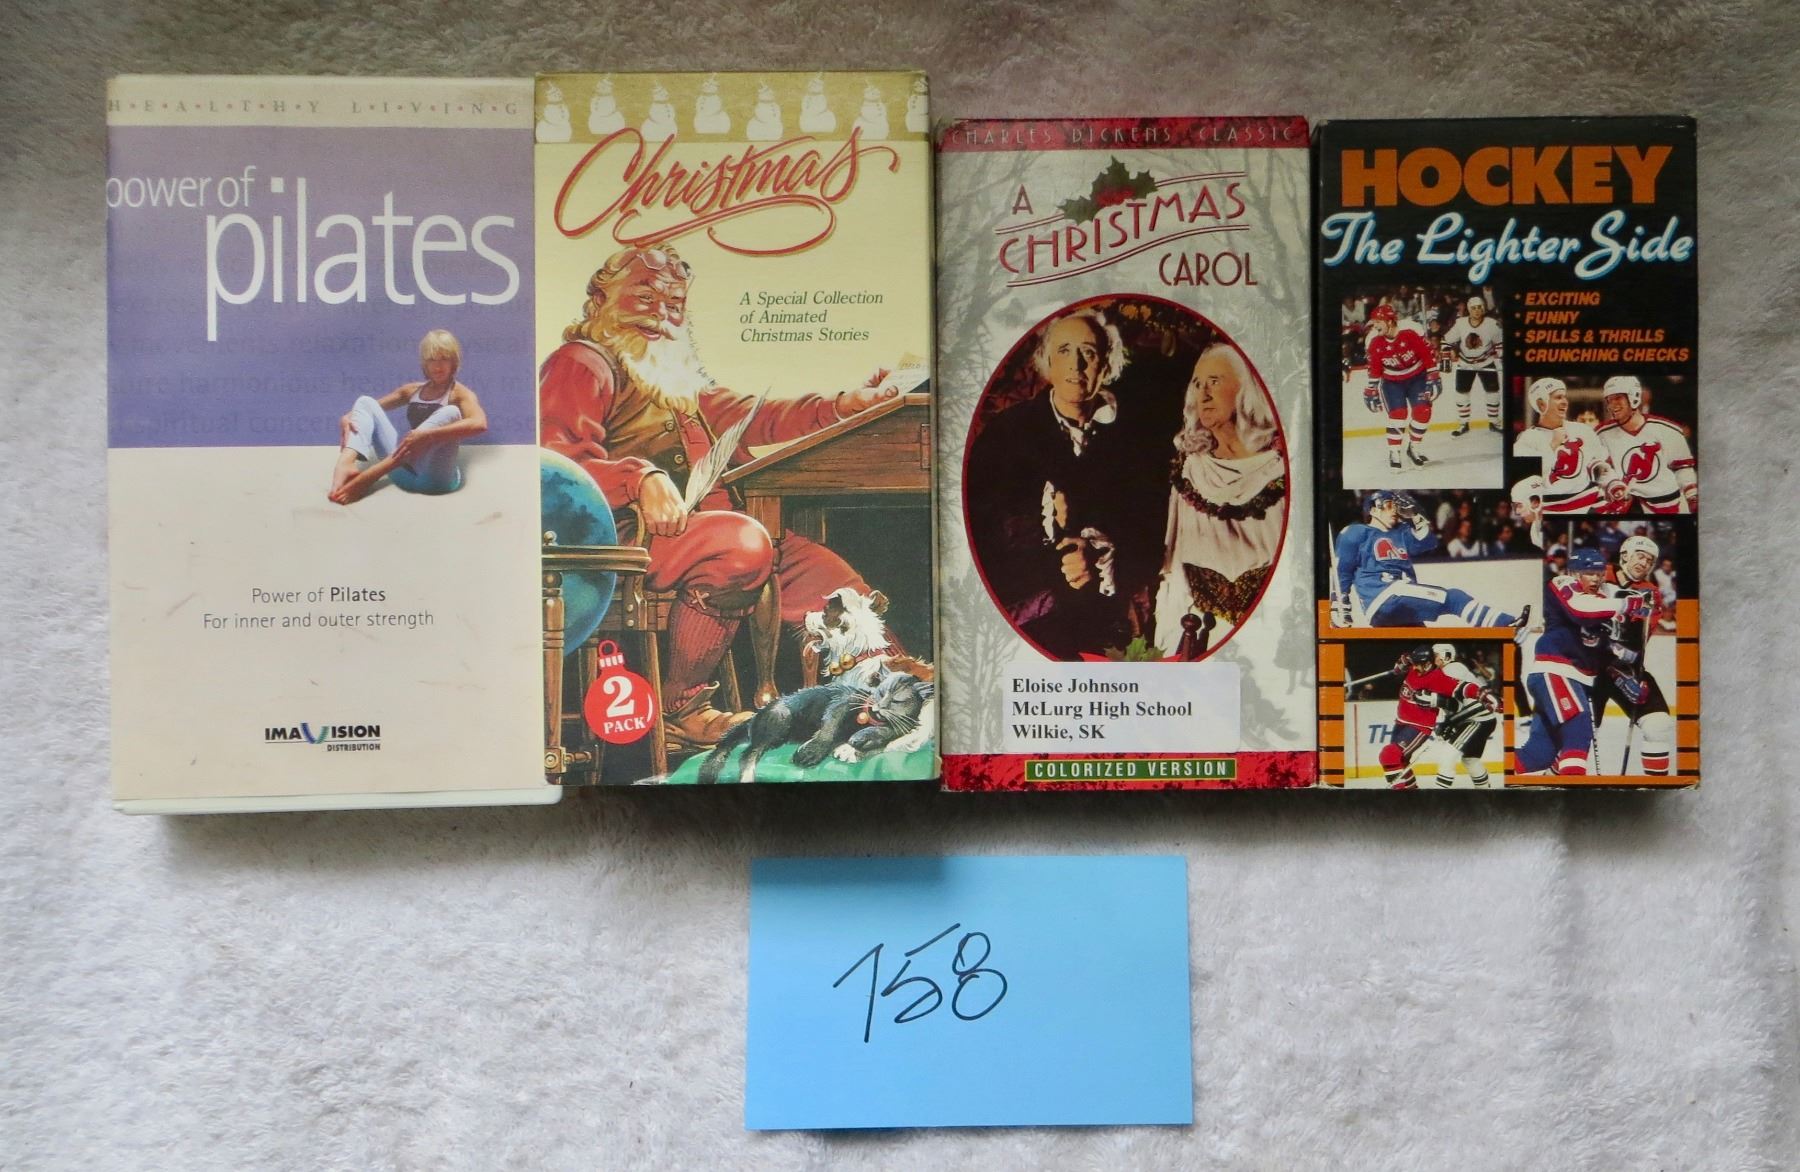 HEALTHY LIVING
power of
pilates
Power of Pilates
For inner and outer strength
IMAVISION
DISTRIBUTION
Christmas
A Special Collection
of Animated
Christmas Stories
2
PACK
CHARLES DICKENS CLASSIC
A
CHRISTMAS
CAROL
Eloise Johnson
McLurg High School
Wilkie, SK
COLORIZED VERSION
HOCKEY
The Lighter Side
* EXCITING
* FUNNY
* SPILLS & THRILLS
* CRUNCHING CHECKS
158